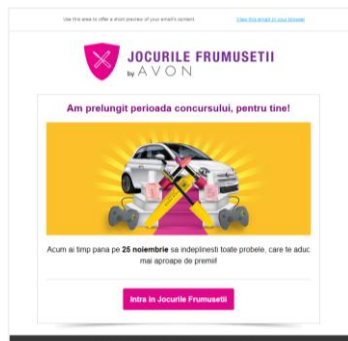 Use this area to offer a short preview of your email's content
View this email in your browser
JOCURILE FRUMUSETII
by AVON
Am prelungit perioada concursului, pentru tine!
Acum ai timp pana pe 25 noiembrie sa indeplinesti toate probele, care te aduc
mai aproape de premii!
Intra in Jocurile Frumusetii